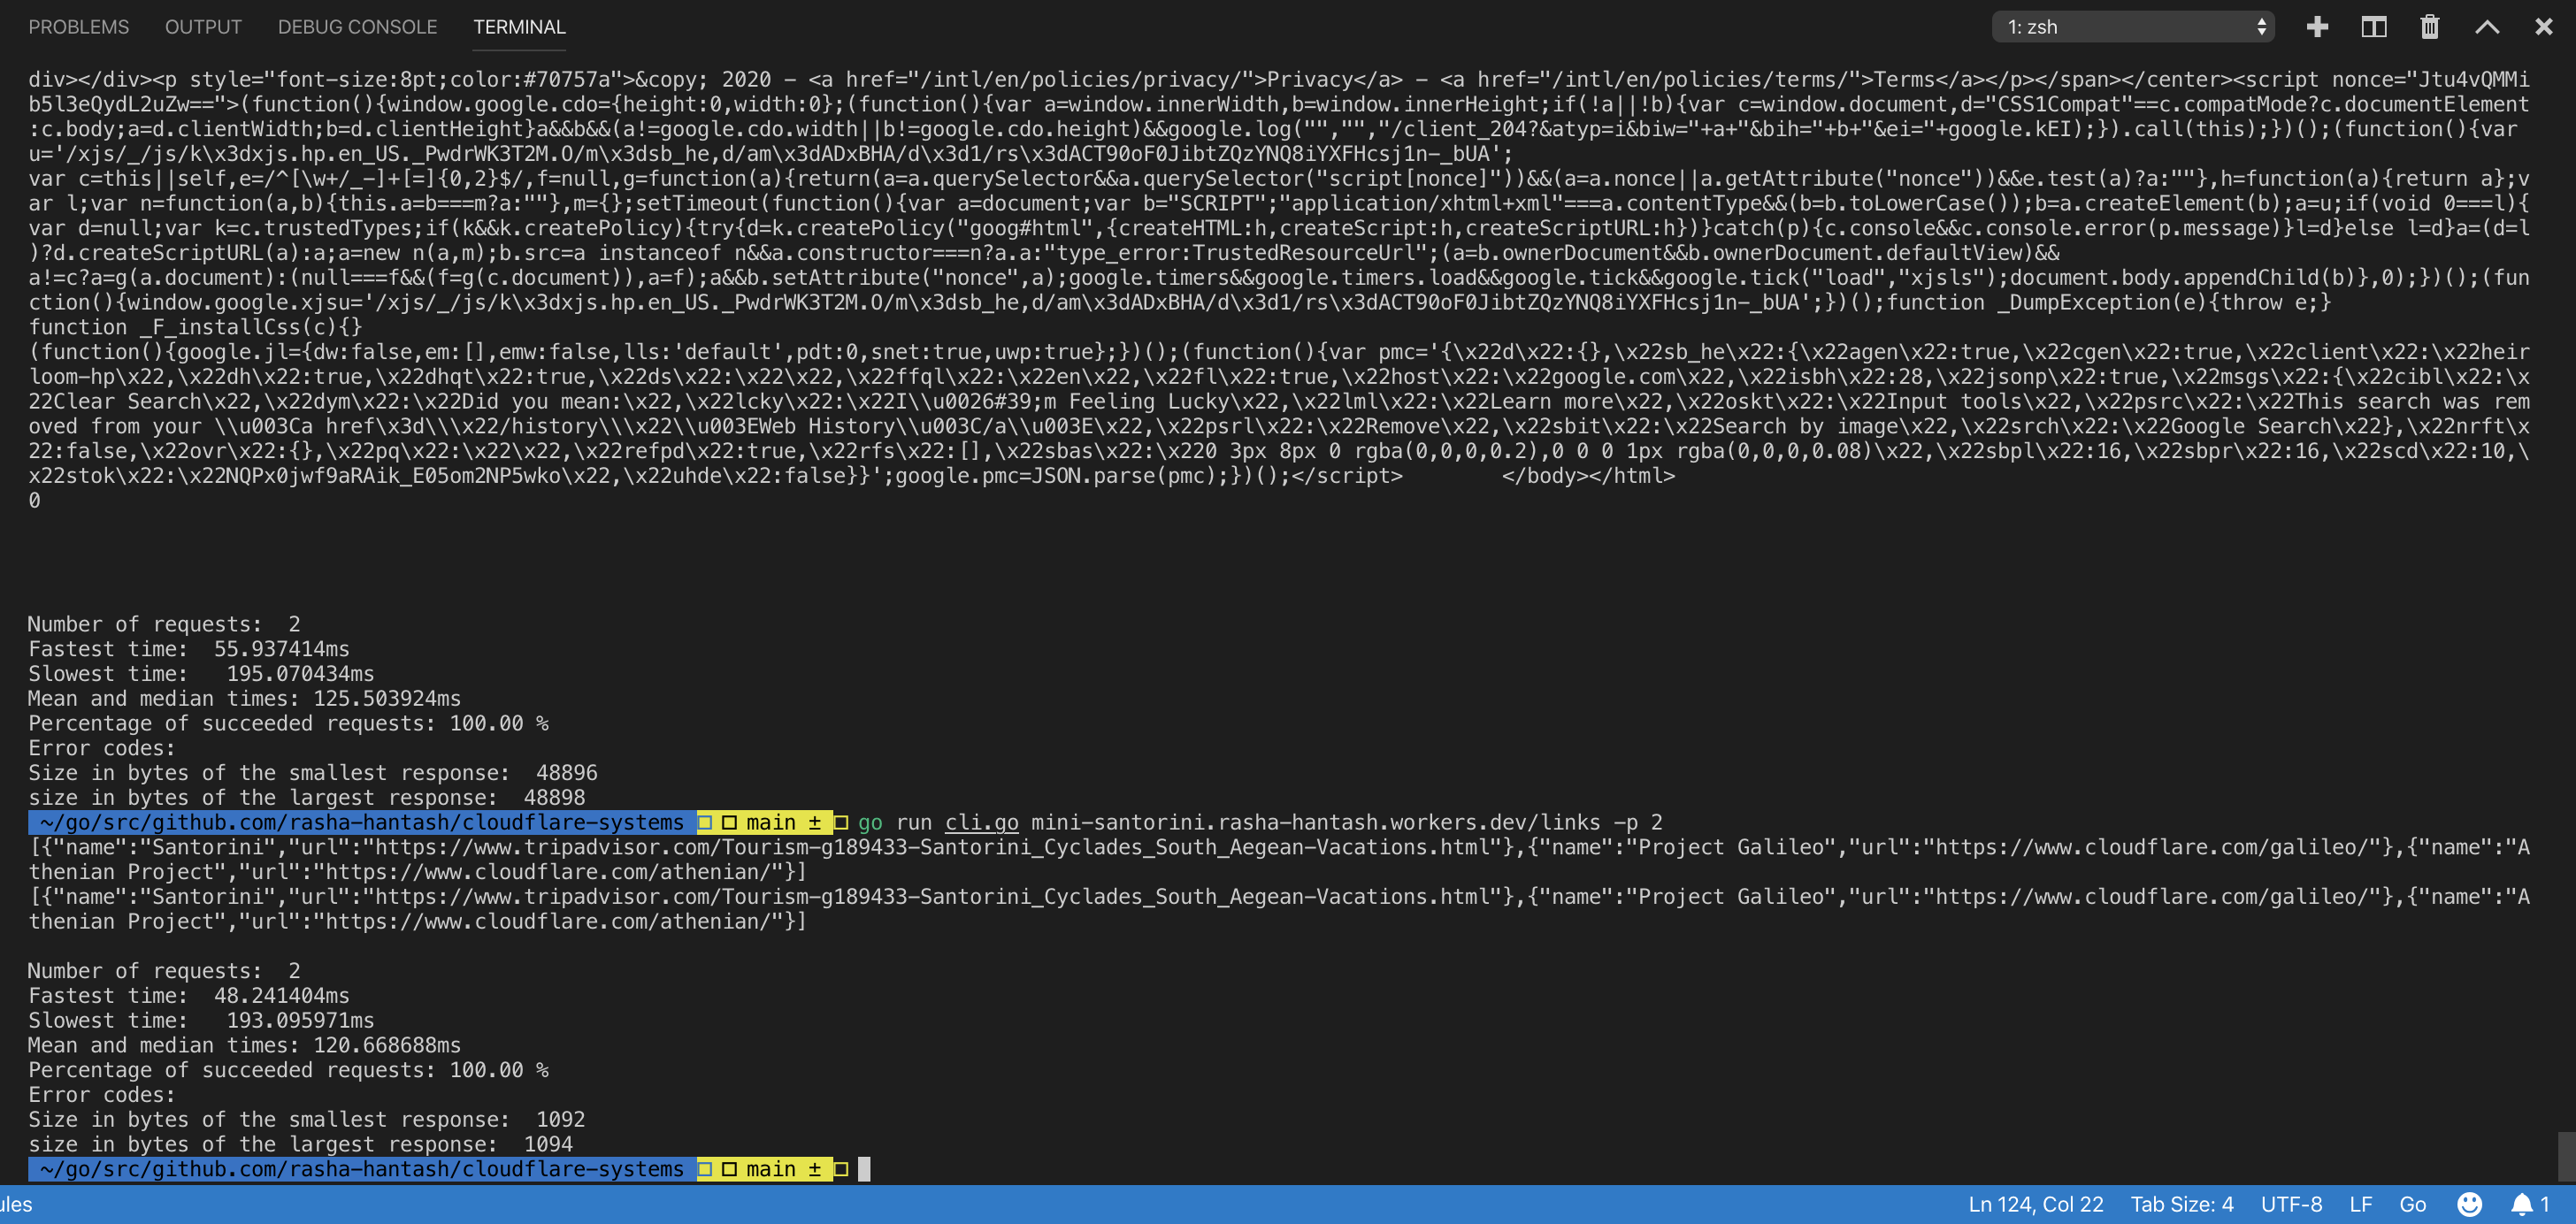 PROBLEMS OUTPUT DEBUG CONSOLE TERMINAL 1: zsh
div></div><p style="font-size:8pt;color:#70757a">&copy; 2020 - <a href="/intl/en/policies/privacy/">Privacy</a> - <a href="/intl/en/policies/terms/">Terms</a></p></span></center><script nonce="Jtu4vQMMi
b5l3eQydL2uZw==">(function(){window.google.cdo={height:0,width:0};(function(){var a=window.innerWidth,b=window.innerHeight;if(!a||!b){var c=window.document,d="CSS1Compat"==c.compatMode?c.documentElement
:c.body;a=d.clientWidth;b=d.clientHeight}a&&b&&(a!=google.cdo.width||b!=google.cdo.height)&&google.log("","","/client_204?&atyp=i&biw="+a+"&bih="+b+"&ei="+google.kEI);}).call(this);})();(function(){var
u='/xjs/_/js/k\x3dxjs.hp.en_US._PwdrWK3T2M.O/m\x3dsb_he,d/am\x3dADxBHA/d\x3d1/rs\x3dACT90oF0JibtZQzYNQ8iYXFHcsj1n-_bUA';
var c=this||self,e=/^[\w+/_-]+[=]{0,2}$/,f=null,g=function(a){return(a=a.querySelector&&a.querySelector("script[nonce]"))&&(a=a.nonce||a.getAttribute("nonce"))&&e.test(a)?a:""},h=function(a){return a};v
ar l;var n=function(a,b){this.a=b===m?a:""},m={};setTimeout(function(){var a=document;var b="SCRIPT";"application/xhtml+xml"===a.contentType&&(b=b.toLowerCase());b=a.createElement(b);a=u;if(void 0===l){
var d=null;var k=c.trustedTypes;if(k&&k.createPolicy){try{d=k.createPolicy("goog#html",{createHTML:h,createScript:h,createScriptURL:h})}catch(p){c.console&&c.console.error(p.message)}l=d}else l=d}a=(d=l
)?d.createScriptURL(a):a;a=new n(a,m);b.src=a instanceof n&&a.constructor===n?a.a:"type_error:TrustedResourceUrl";(a=b.ownerDocument&&b.ownerDocument.defaultView)&&
a!=c?a=g(a.document):(null===f&&(f=g(c.document)),a=f);a&&b.setAttribute("nonce",a);google.timers&&google.timers.load&&google.tick&&google.tick("load","xjsls");document.body.appendChild(b)},0);})();(fun
ction(){window.google.xjsu='/xjs/_/js/k\x3dxjs.hp.en_US._PwdrWK3T2M.O/m\x3dsb_he,d/am\x3dADxBHA/d\x3d1/rs\x3dACT90oF0JibtZQzYNQ8iYXFHcsj1n-_bUA';})();function _DumpException(e){throw e;}
function _F_installCss(c){}
(function(){google.jl={dw:false,em:[],emw:false,lls:'default',pdt:0,snet:true,uwp:true};})();(function(){var pmc='{\x22d\x22:{},\x22sb_he\x22:{\x22agen\x22:true,\x22cgen\x22:true,\x22client\x22:\x22heir
loom-hp\x22,\x22dh\x22:true,\x22dhqt\x22:true,\x22ds\x22:\x22\x22,\x22ffql\x22:\x22en\x22,\x22fl\x22:true,\x22host\x22:\x22google.com\x22,\x22isbh\x22:28,\x22jsonp\x22:true,\x22msgs\x22:{\x22cibl\x22:\x
22Clear Search\x22,\x22dym\x22:\x22Did you mean:\x22,\x22lcky\x22:\x22I\\u0026#39;m Feeling Lucky\x22,\x22lml\x22:\x22Learn more\x22,\x22oskt\x22:\x22Input tools\x22,\x22psrc\x22:\x22This search was rem
oved from your \\u003Ca href\x3d\\\x22/history\\\x22\\u003EWeb History\\u003C/a\\u003E\x22,\x22psrl\x22:\x22Remove\x22,\x22sbit\x22:\x22Search by image\x22,\x22srch\x22:\x22Google Search\x22},\x22nrft\x
22:false,\x22ovr\x22:{},\x22pq\x22:\x22\x22,\x22refpd\x22:true,\x22rfs\x22:[],\x22sbas\x22:\x220 3px 8px 0 rgba(0,0,0,0.2),0 0 0 1px rgba(0,0,0,0.08)\x22,\x22sbpl\x22:16,\x22sbpr\x22:16,\x22scd\x22:10,\
x22stok\x22:\x22NQPx0jwf9aRAik_E05om2NP5wko\x22,\x22uhde\x22:false}}';google.pmc=JSON.parse(pmc);})();</script>        </body></html>
0
Number of requests:  2
Fastest time:  55.937414ms
Slowest time:   195.070434ms
Mean and median times: 125.503924ms
Percentage of succeeded requests: 100.00 %
Error codes:
Size in bytes of the smallest response:  48896
size in bytes of the largest response:  48898
~/go/src/github.com/rasha-hantash/cloudflare-systems main ± go run cli.go mini-santorini.rasha-hantash.workers.dev/links -p 2
[{"name":"Santorini","url":"https://www.tripadvisor.com/Tourism-g189433-Santorini_Cyclades_South_Aegean-Vacations.html"},{"name":"Project Galileo","url":"https://www.cloudflare.com/galileo/"},{"name":"A
thenian Project","url":"https://www.cloudflare.com/athenian/"}]
[{"name":"Santorini","url":"https://www.tripadvisor.com/Tourism-g189433-Santorini_Cyclades_South_Aegean-Vacations.html"},{"name":"Project Galileo","url":"https://www.cloudflare.com/galileo/"},{"name":"A
thenian Project","url":"https://www.cloudflare.com/athenian/"}]
Number of requests:  2
Fastest time:  48.241404ms
Slowest time:   193.095971ms
Mean and median times: 120.668688ms
Percentage of succeeded requests: 100.00 %
Error codes:
Size in bytes of the smallest response:  1092
size in bytes of the largest response:  1094
~/go/src/github.com/rasha-hantash/cloudflare-systems main ±
ules Ln 124, Col 22 Tab Size: 4 UTF-8 LF Go 1